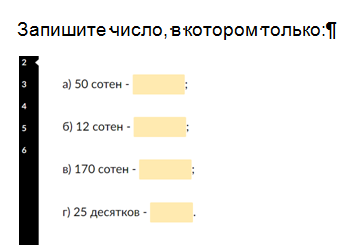 Запишите·число,·в·котором·только:¶
2
3
а) 50 сотен - ;
4
5
б) 12 сотен - ;
6
в) 170 сотен - ;
г) 25 десятков - .